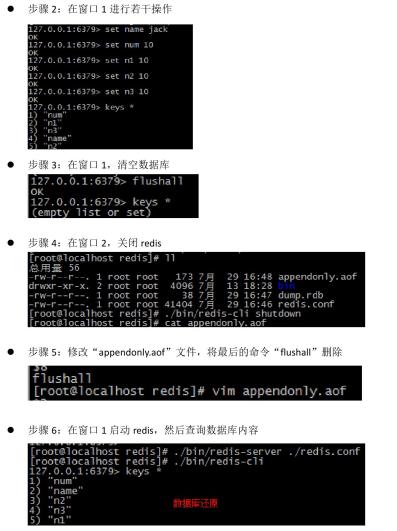 ● 步骤 2：在窗口 1 进行若干操作
127.0.0.1:6379> set name jack
OK
127.0.0.1:6379> set num 10
OK
127.0.0.1:6379> set n1 10
OK
127.0.0.1:6379> set n2 10
OK
127.0.0.1:6379> set n3 10
OK
127.0.0.1:6379> keys *
1) "num"
2) "n1"
3) "n3"
4) "name"
5) "n2"
● 步骤 3：在窗口 1，清空数据库
127.0.0.1:6379> flushall
OK
127.0.0.1:6379> keys *
(empty list or set)
● 步骤 4：在窗口 2，关闭 redis
[root@localhost redis]# ll
总用量 56
-rw-r--r--. 1 root root 173 7月 29 16:48 appendonly.aof
drwxr-xr-x. 2 root root 4096 7月 13 18:28 bin
-rw-r--r--. 1 root root 38 7月 29 16:47 dump.rdb
-rw-r--r--. 1 root root 41404 7月 29 16:46 redis.conf
[root@localhost redis]# ./bin/redis-cli shutdown
[root@localhost redis]# cat appendonly.aof
● 步骤 5：修改“appendonly.aof”文件，将最后的命令“flushall”删除
$8
flushall
[root@localhost redis]# vim appendonly.aof
● 步骤 6：在窗口 1 启动 redis，然后查询数据库内容
[root@localhost redis]# ./bin/redis-server ./redis.conf
[root@localhost redis]# ./bin/redis-cli
127.0.0.1:6379> keys *
1) "num"
2) "name"
3) "n2"
数据库还原
4) "n3"
5) "n1"